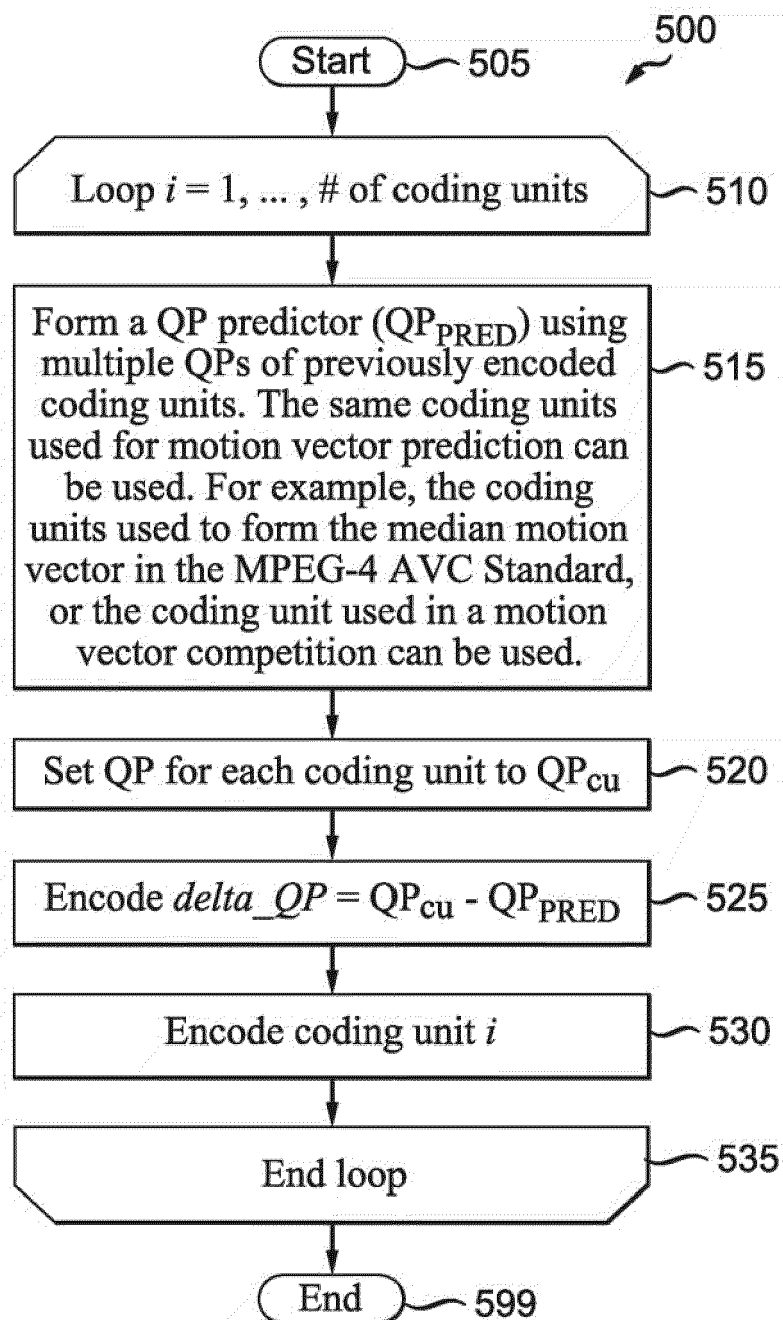 500
Start 505
Loop i = 1, ... , # of coding units 510
Form a QP predictor (QPPRED) using
multiple QPs of previously encoded
coding units. The same coding units
used for motion vector prediction can
be used. For example, the coding
units used to form the median motion
vector in the MPEG-4 AVC Standard,
or the coding unit used in a motion
vector competition can be used.
515
Set QP for each coding unit to QPcu 520
Encode delta_QP = QPcu - QPPRED 525
Encode coding unit i 530
End loop 535
End 599